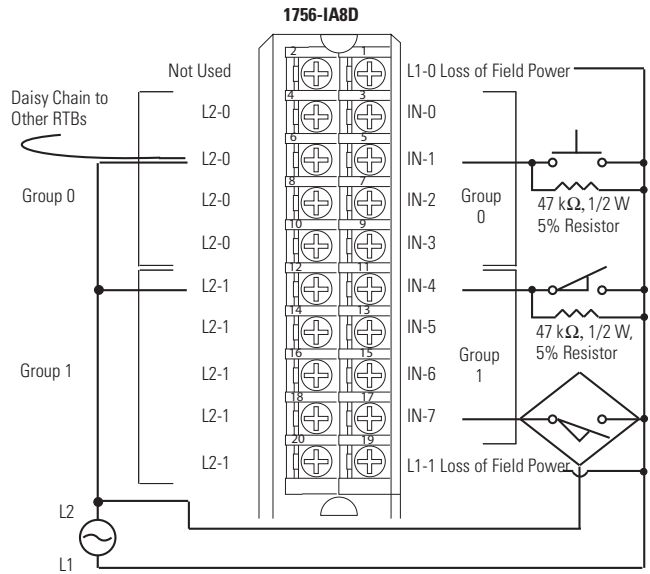 1756-IA8D
2 1
Not Used L1-0 Loss of Field Power
Daisy Chain to
Other RTBs
4 3
L2-0 IN-0
6 5
L2-0 IN-1
Group 0
8 7
L2-0 IN-2
Group
0
47 kΩ, 1/2 W
5% Resistor
10 9
L2-0 IN-3
12 11
L2-1 IN-4
14 13
L2-1 IN-5
47 kΩ, 1/2 W,
5% Resistor
Group 1
16 15
L2-1 IN-6
Group
1
18 17
L2-1 IN-7
20 19
L2-1 L1-1 Loss of Field Power
L2
L1